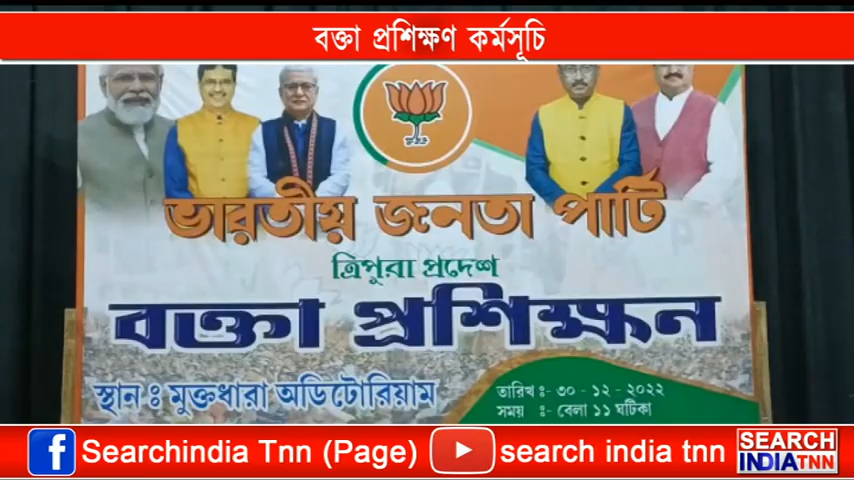 বক্তা প্রশিক্ষণ কর্মসূচি
ভারতীয় জনতা পার্টি
ত্রিপুরা প্রদেশ
বক্তা প্রশিক্ষন
স্থান ঃ মুক্তধারা অডিটোরিয়াম
তারিখ ঃ- ৩০ - ১২ - ২০২২
সময় ঃ- বেলা ১১ ঘটিকা
Searchindia Tnn (Page) search india tnn
SEARCH
INDIATNN